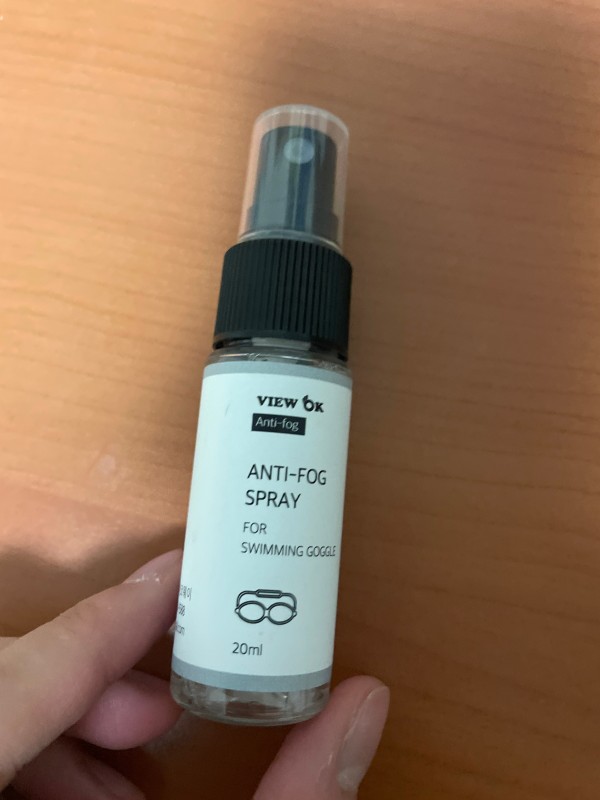 VIEW OK
Anti-fog
ANTI-FOG
SPRAY
FOR
SWIMMING GOGGLE
20ml